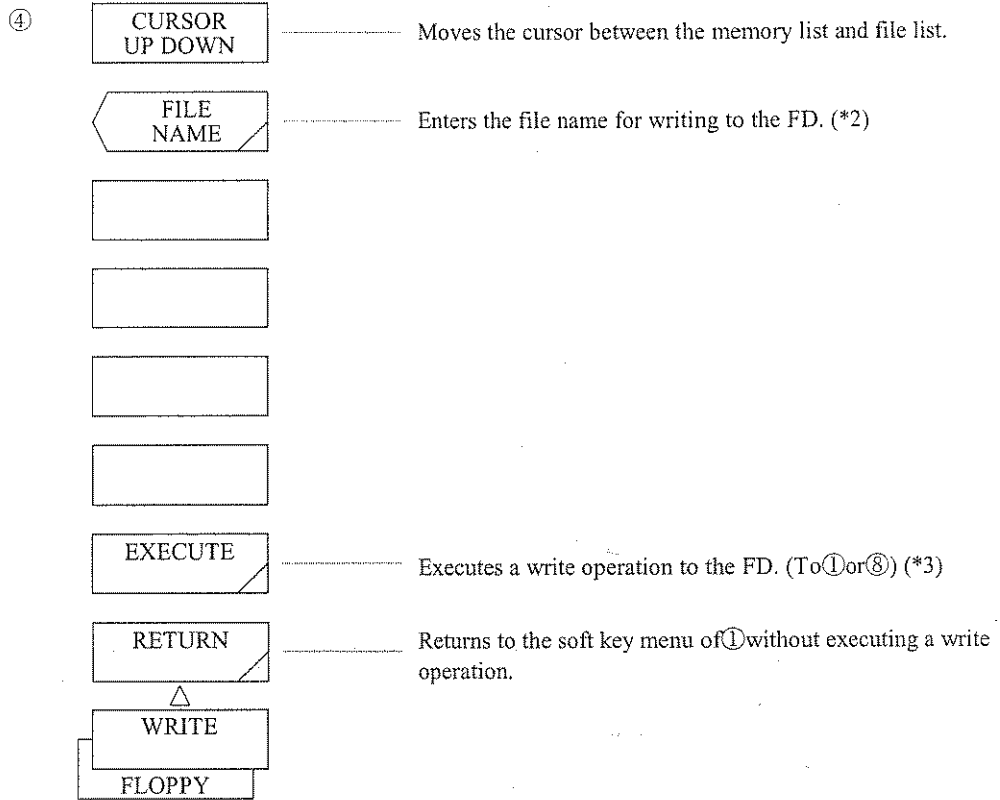 ④
CURSOR
UP DOWN
Moves the cursor between the memory list and file list.
FILE
NAME
Enters the file name for writing to the FD. (*2)
EXECUTE
Executes a write operation to the FD. (To①or⑧) (*3)
RETURN
Returns to the soft key menu of①without executing a write
operation.
WRITE
FLOPPY